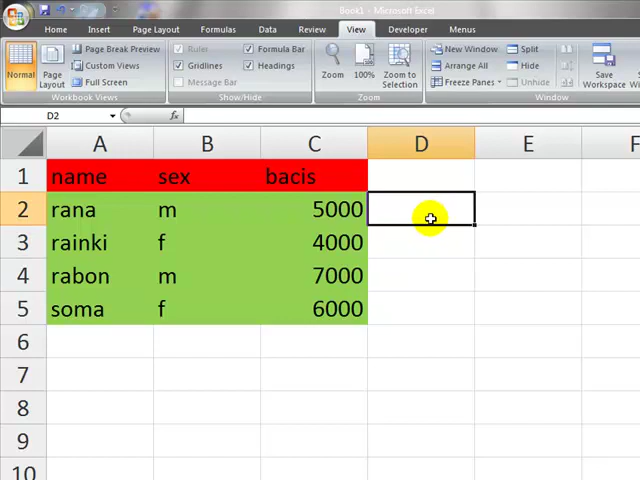 Book1 - Microsoft Excel
Home Insert Page Layout Formulas Data Review View Developer Menus
Normal
Page Layout
Page Break Preview
Custom Views
Full Screen
Workbook Views
Ruler
Gridlines
Message Bar
Formula Bar
Headings
Show/Hide
Zoom
100%
Zoom to Selection
Zoom
New Window
Arrange All
Freeze Panes
Split
Hide
Unhide
Save Workspace
Window
D2
fx
A B C D E F
1 name sex bacis
2 rana m 5000
3 rainki f 4000
4 rabon m 7000
5 soma f 6000
6
7
8
9
10